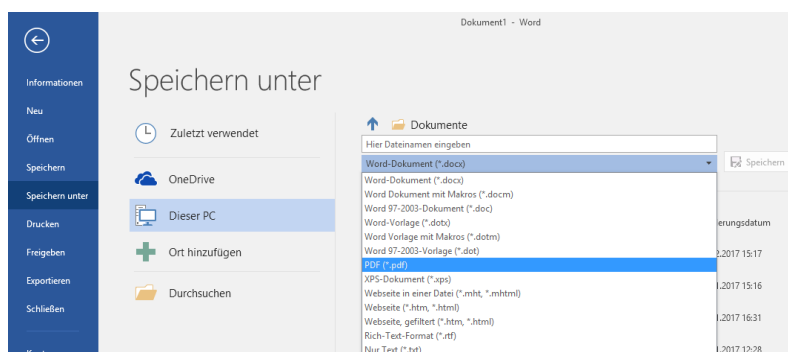 Dokument1 - Word
Informationen
Neu
Öffnen
Speichern
Speichern unter
Drucken
Freigeben
Exportieren
Schließen
Speichern unter
Zuletzt verwendet
OneDrive
Dieser PC
Ort hinzufügen
Durchsuchen
Dokumente
Hier Dateinamen eingeben
Word-Dokument (*.docx)
Speichern
Word-Dokument (*.docx)
Word Dokument mit Makros (*.docm)
Word 97-2003-Dokument (*.doc)
Word-Vorlage (*.dotx)
Word Vorlage mit Makros (*.dotm)
Word 97-2003-Vorlage (*.dot)
PDF (*.pdf)
XPS-Dokument (*.xps)
Webseite in einer Datei (*.mht, *.mhtml)
Webseite (*.htm, *.html)
Webseite, gefiltert (*.htm, *.html)
Rich-Text-Format (*.rtf)
Nur Text (*.txt)
erungsdatum
2.2017 15:17
.2017 15:16
.2017 16:31
.2017 12:28